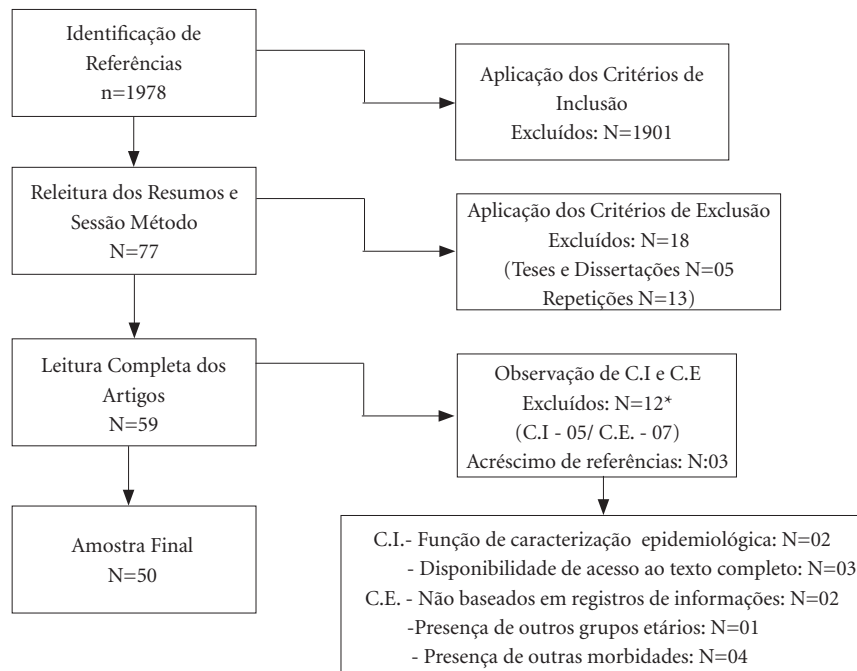 Identificação de
Referências
n=1978
Aplicação dos Critérios de
Inclusão
Excluídos: N=1901
Releitura dos Resumos e
Sessão Método
N=77
Aplicação dos Critérios de Exclusão
Excluídos: N=18
(Teses e Dissertações N=05
Repetições N=13)
Leitura Completa dos
Artigos
N=59
Observação de C.I e C.E
Excluídos: N=12*
(C.I - 05/ C.E. - 07)
Acréscimo de referências: N:03
Amostra Final
N=50
C.I.- Função de caracterização epidemiológica: N=02
- Disponibilidade de acesso ao texto completo: N=03
C.E. - Não baseados em registros de informações: N=02
-Presença de outros grupos etários: N=01
- Presença de outras morbidades: N=04